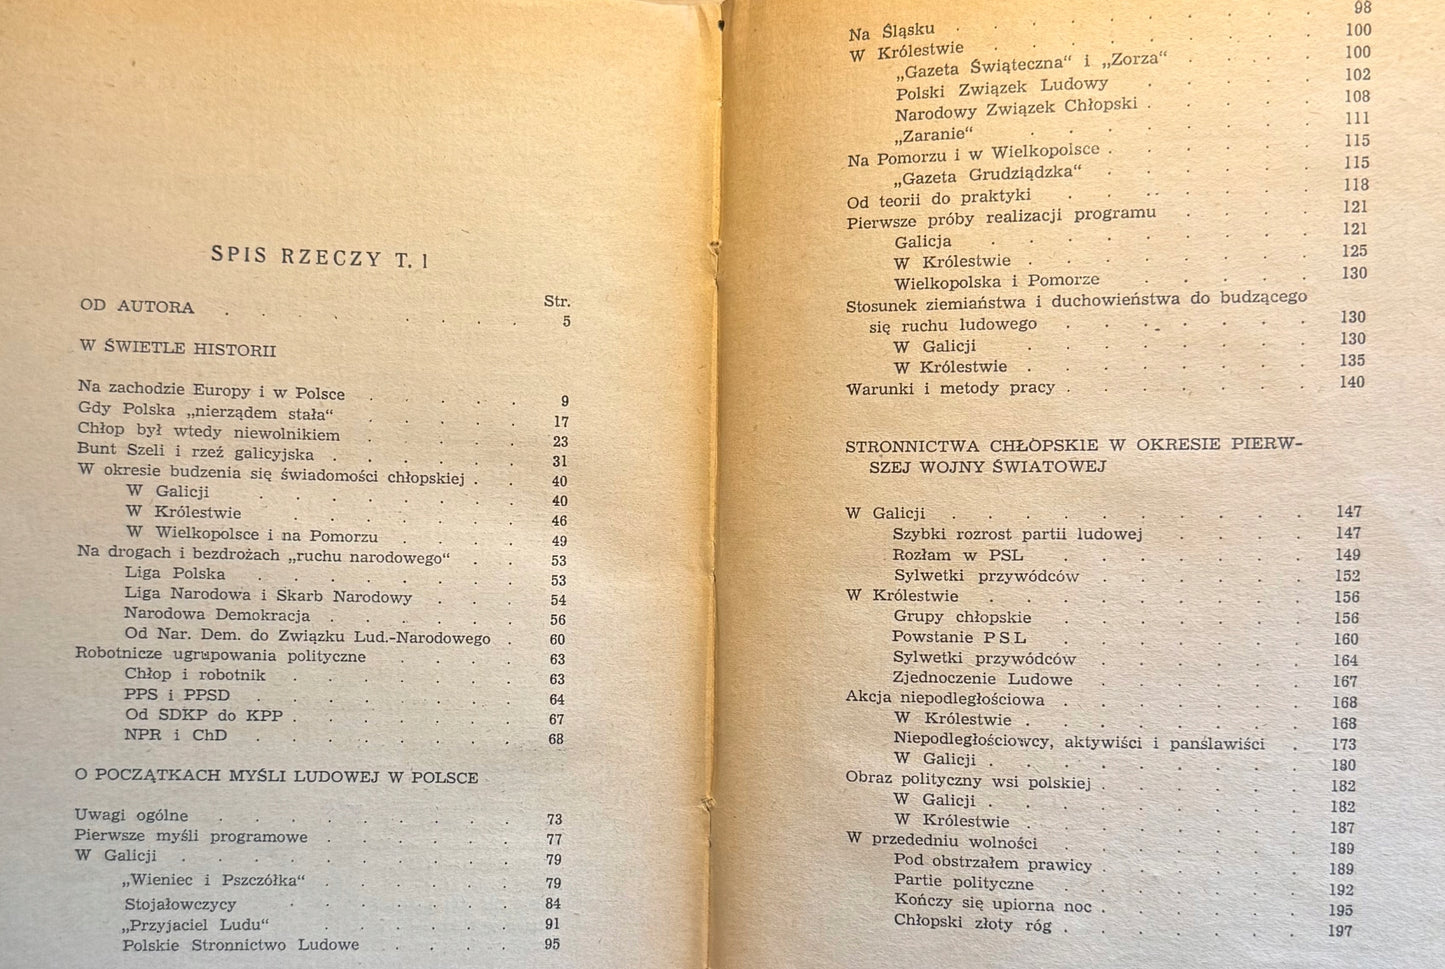 SPIS RZECZY T. 1
Str.
OD AUTORA . . . . . . . . 5
W ŚWIETLE HISTORII
Na zachodzie Europy i w Polsce . . . . 9
Gdy Polska „nierządem stała“ . . . . 17
Chłop był wtedy niewolnikiem . . . . 23
Bunt Szeli i rzeź galicyjska . . . . . 31
W okresie budzenia się świadomości chłopskiej . . 40
W Galicji . . . . . . . 40
W Królestwie . . . . . . 46
W Wielkopolsce i na Pomorzu . . . . 49
Na drogach i bezdrożach „ruchu narodowego“ . . 53
Liga Polska . . . . . . . 53
Liga Narodowa i Skarb Narodowy . . . 54
Narodowa Demokracja . . . . . 56
Od Nar. Dem. do Związku Lud.-Narodowego . 60
Robotnicze ugrupowania polityczne . . . . 63
Chłop i robotnik . . . . . . 63
PPS i PPSD . . . . . . . 64
Od SDKP do KPP . . . . . . 67
NPR i ChD . . . . . . . 68
O POCZĄTKACH MYŚLI LUDOWEJ W POLSCE
Uwagi ogólne . . . . . . . . 73
Pierwsze myśli programowe . . . . . 77
W Galicji . . . . . . . . . 79
„Wieniec i Pszczółka“ . . . . . 79
Stojałowczycy . . . . . . 84
„Przyjaciel Ludu“ . . . . . 91
Polskie Stronnictwo Ludowe . . . . 95
Na Śląsku . . . . . . . . 98
W Królestwie . . . . . . . . 100
„Gazeta Świąteczna“ i „Zorza“ . . . . 100
Polski Związek Ludowy . . . . . 102
Narodowy Związek Chłopski . . . . . 108
„Zaranie“ . . . . . . . 111
Na Pomorzu i w Wielkopolsce . . . . . 115
„Gazeta Grudziądzka“ . . . . . 115
Od teorii do praktyki . . . . . . 118
Pierwsze próby realizacji programu . . . . 121
Galicja . . . . . . . . 121
W Królestwie . . . . . . . 125
Wielkopolska i Pomorze . . . . . 130
Stosunek ziemiaństwa i duchowieństwa do budzącego
się ruchu ludowego . . . . . . . 130
W Galicji . . . . . . . 130
W Królestwie . . . . . . . 135
Warunki i metody pracy . . . . . . . 140
STRONNICTWA CHŁOPSKIE W OKRESIE PIERW-
SZEJ WOJNY ŚWIATOWEJ
W Galicji . . . . . . . . . 147
Szybki rozrost partii ludowej . . . . 147
Rozłam w PSL . . . . . . . 149
Sylwetki przywódców . . . . . . 152
W Królestwie . . . . . . . . 156
Grupy chłopskie . . . . . . . 156
Powstanie PSL . . . . . . . 160
Sylwetki przywódców . . . . . . 164
Zjednoczenie Ludowe . . . . . . 167
Akcja niepodległościowa . . . . . . . 168
W Królestwie . . . . . . . . 168
Niepodległościowcy, aktywiści i panslawiści . 173
W Galicji . . . . . . . . . 180
Obraz polityczny wsi polskiej . . . . . . 182
W Galicji . . . . . . . . . 182
W Królestwie . . . . . . . . 187
W przededniu wolności . . . . . . . 189
Pod obstrzałem prawicy . . . . . . 189
Partie polityczne . . . . . . . 192
Kończy się upiorna noc . . . . . . 195
Chłopski złoty róg . . . . . . . 197